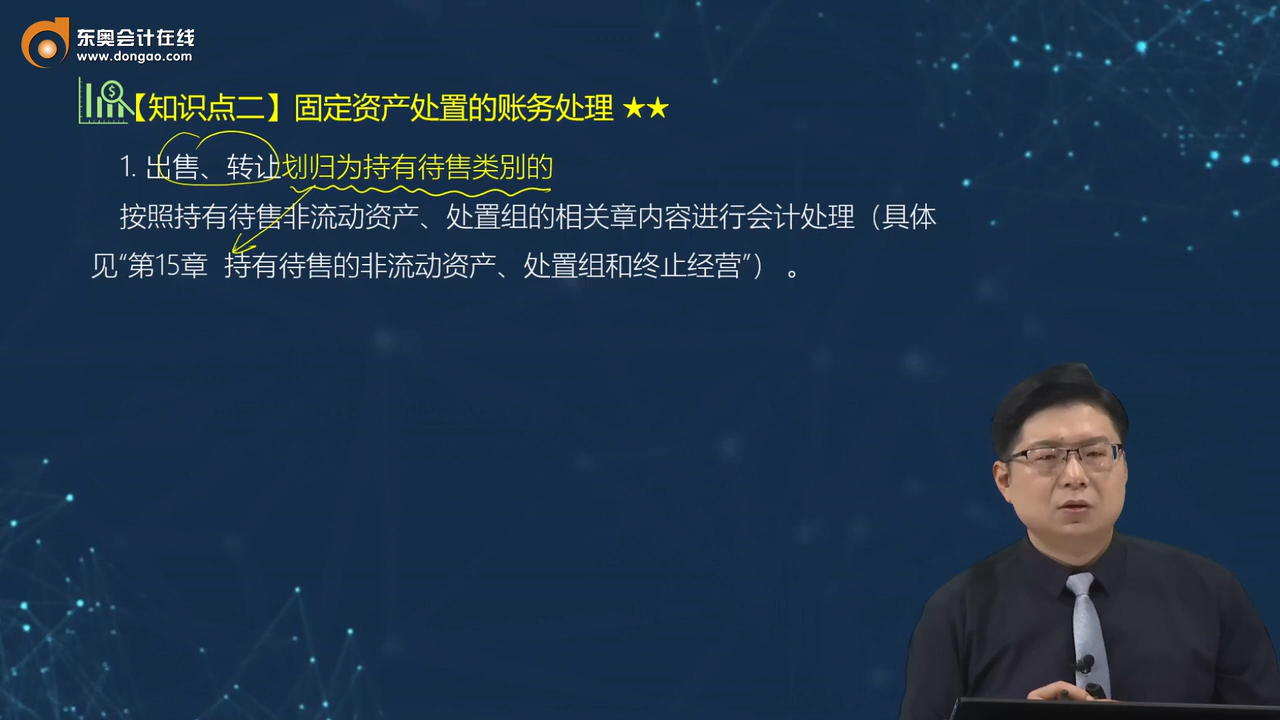 东奥会计在线
www.dongao.com
【知识点二】固定资产处置的账务处理 ★★
1. 出售、转让划归为持有待售类别的
按照持有待售非流动资产、处置组的相关章内容进行会计处理（具体
见“第15章 持有待售的非流动资产、处置组和终止经营”） 。